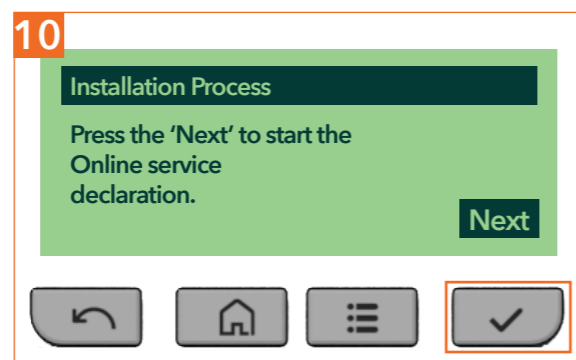 10
Installation Process
Press the ‘Next’ to start the
Online service
declaration.
Next